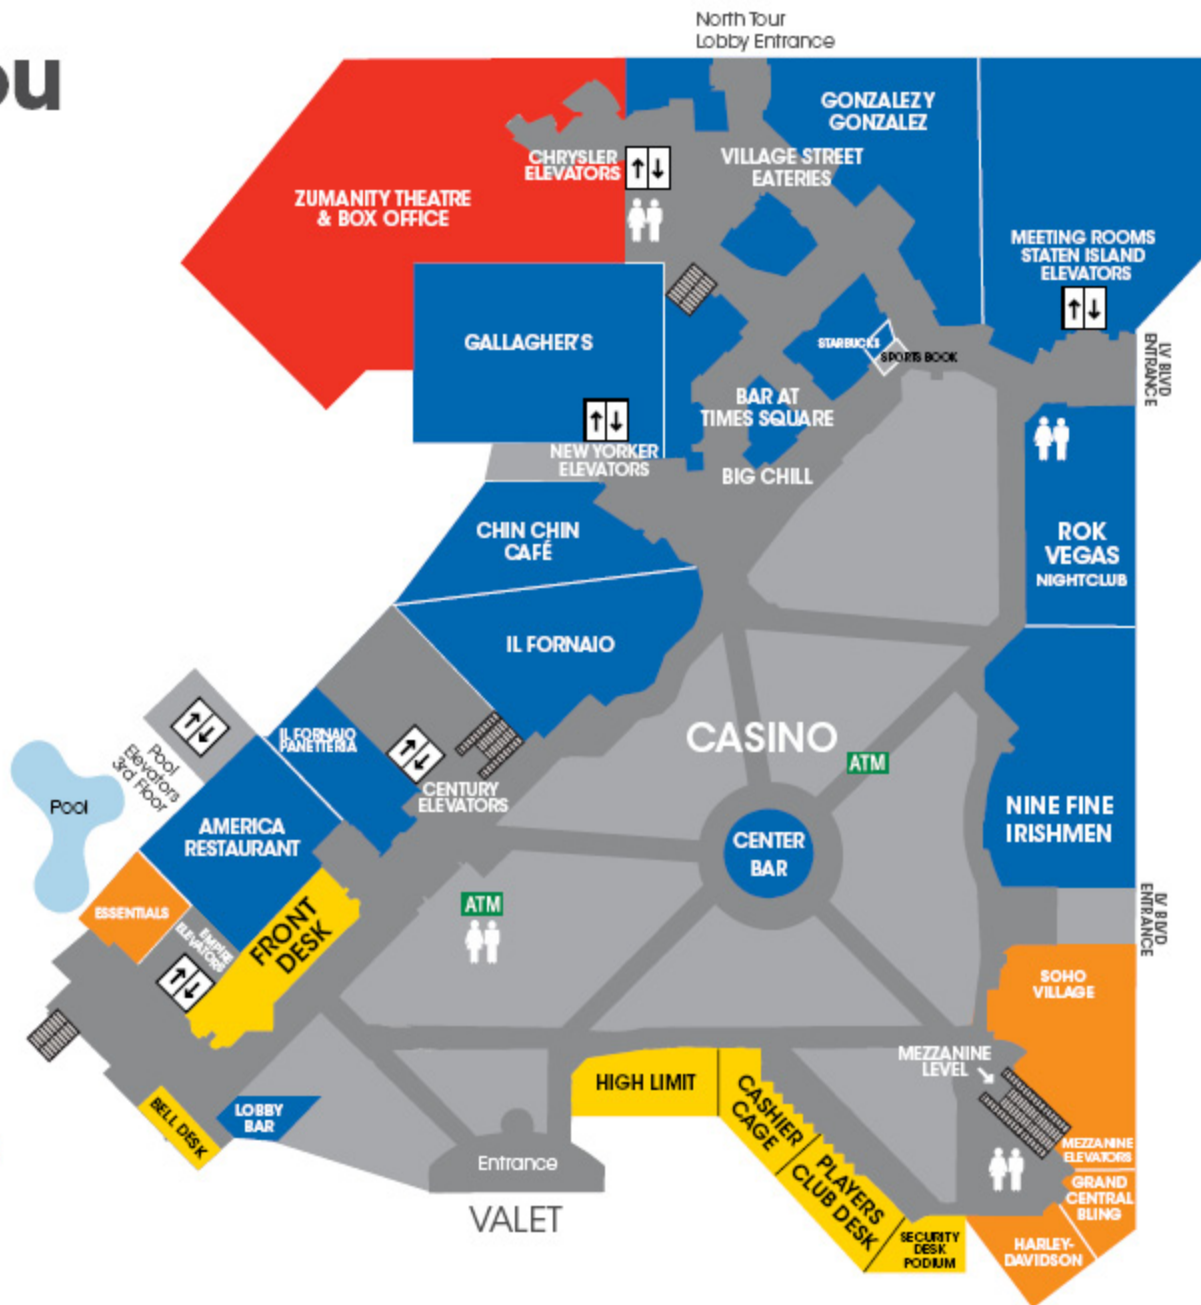 ou
North Tour
Lobby Entrance
GONZALEZ Y
GONZALEZ
CHRYSLER
ELEVATORS
VILLAGE STREET
EATERIES
ZUMANITY THEATRE
& BOX OFFICE
MEETING ROOMS
STATEN ISLAND
ELEVATORS
GALLAGHER'S
STARBUCKS
SPORTS BOOK
LV BLVD
ENTRANCE
BAR AT
TIMES SQUARE
NEW YORKER
ELEVATORS
BIG CHILL
CHIN CHIN
CAFÉ
ROK
VEGAS
NIGHTCLUB
IL FORNAIO
IL FORNAIO
PANETTERIA
CASINO
ATM
Pool
Elevators
3rd Floor
Pool
CENTURY
ELEVATORS
AMERICA
RESTAURANT
NINE FINE
IRISHMEN
CENTER
BAR
ESSENTIALS
ATM
EMPIRE
ELEVATORS
FRONT
DESK
LV BLVD
ENTRANCE
SOHO
VILLAGE
MEZZANINE
LEVEL
HIGH LIMIT
CASHIER
CAGE
BELL DESK
LOBBY
BAR
MEZZANINE
ELEVATORS
Entrance
PLAYERS
CLUB DESK
GRAND
CENTRAL
BLING
VALET
SECURITY
DESK
PODIUM
HARLEY-
DAVIDSON